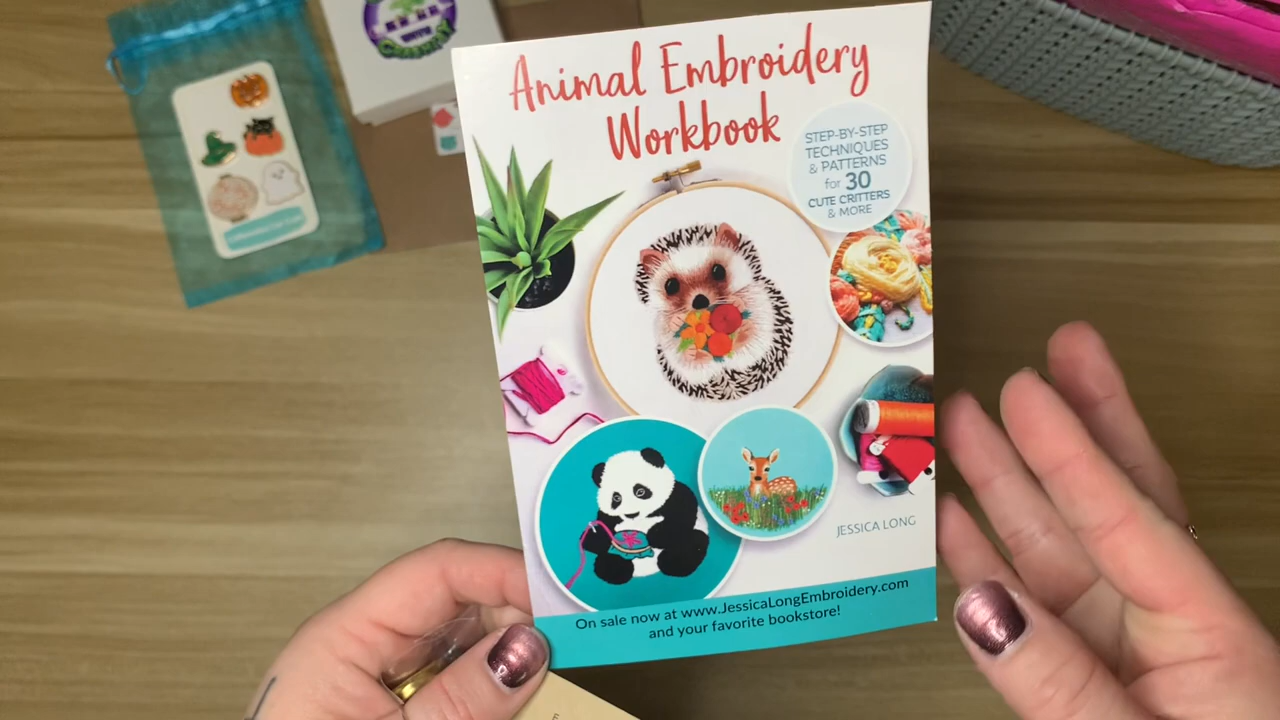 Animal Embroidery
Workbook
STEP-BY-STEP
TECHNIQUES
& PATTERNS
for 30
CUTE CRITTERS
& MORE
JESSICA LONG
On sale now at www.JessicaLongEmbroidery.com
and your favorite bookstore!